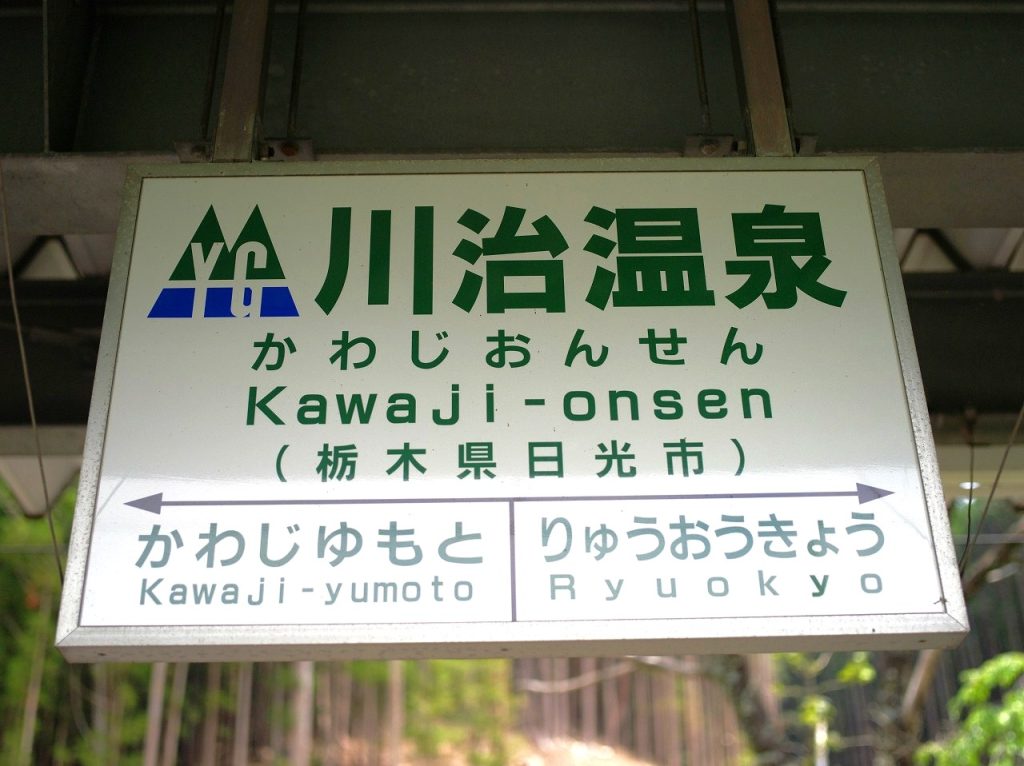 川治温泉
かわじおんせん
Kawaji-onsen
(栃木県日光市)
かわじゆもと りゅうおうきょう
Kawaji-yumoto Ryuokyo